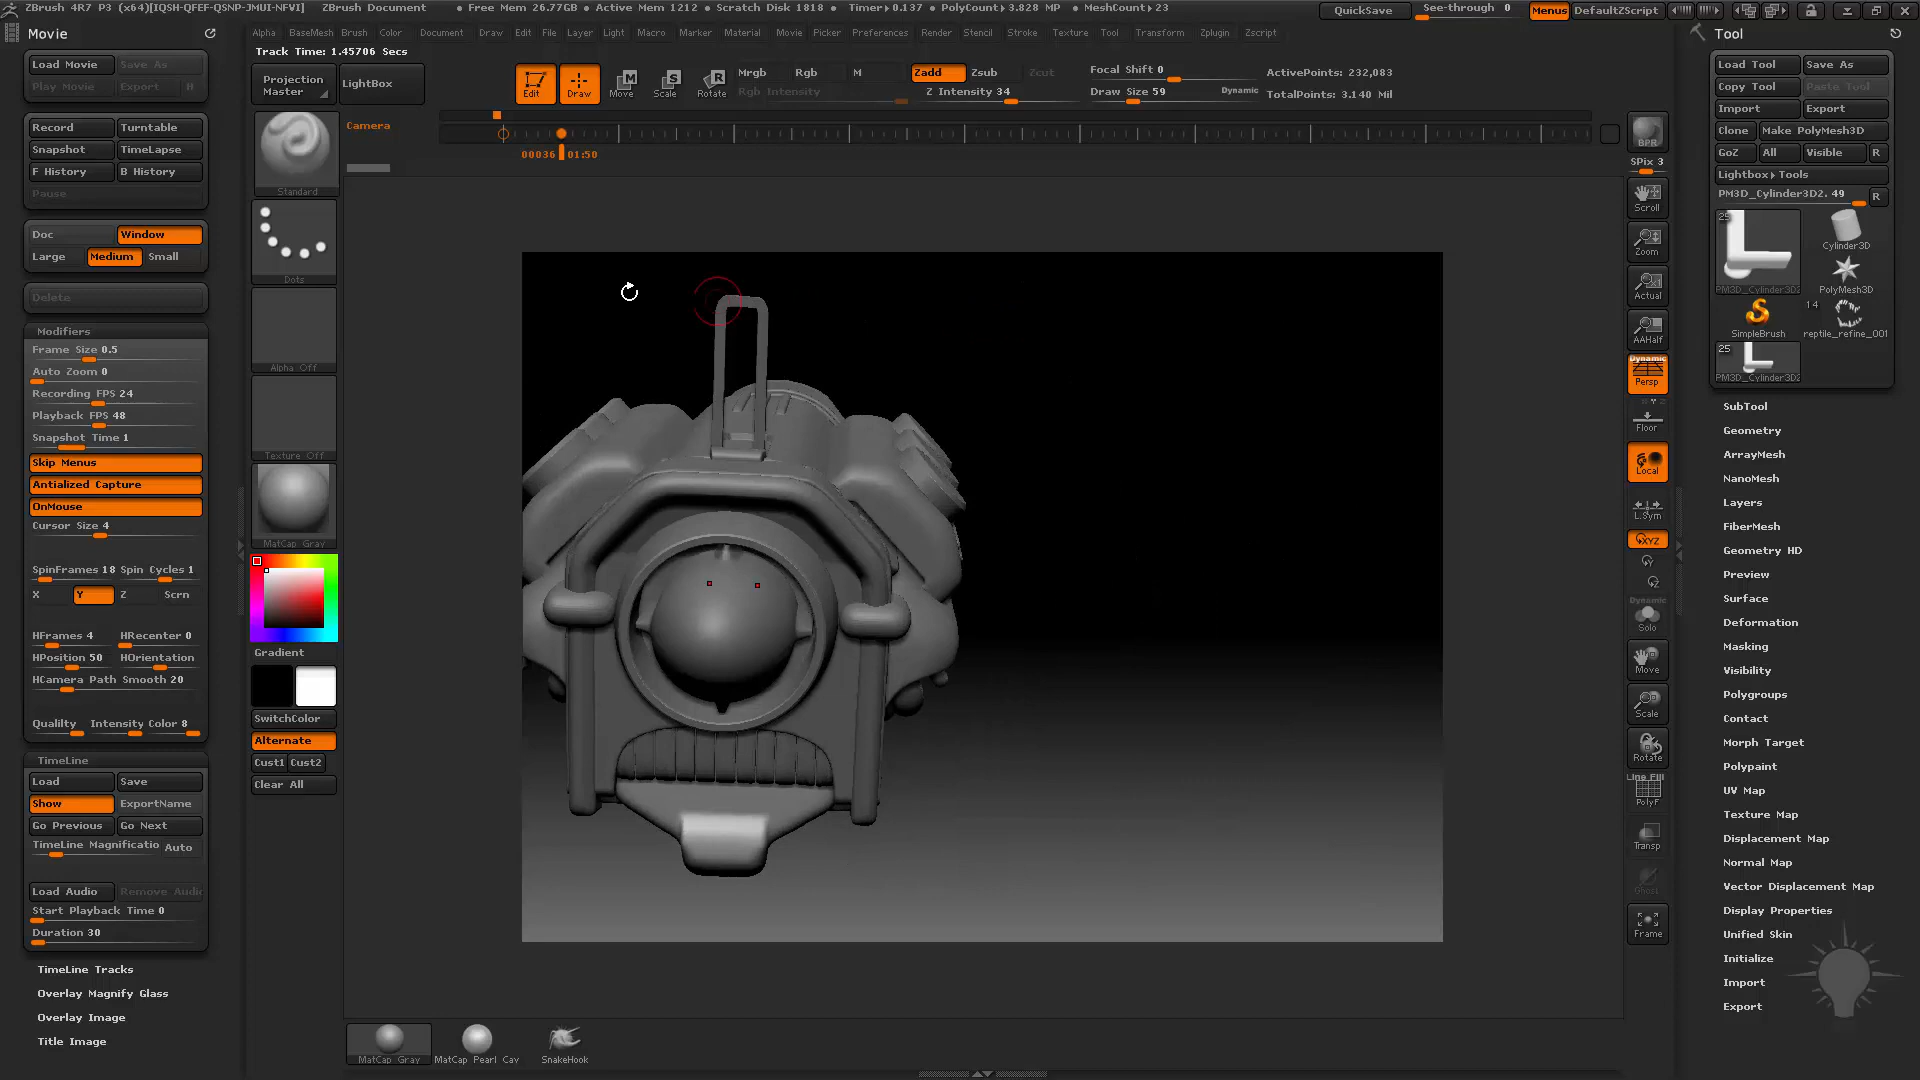 ZBrush 4R7 P3 (x64)[IQSH-QFEF-QSNP-JMUI-NFVI] ZBrush Document • Free Mem 26.77GB • Active Mem 1212 • Scratch Disk 1818 • Timer▸0.137 • PolyCount▸3.828 MP • MeshCount▸23 QuickSave See-through 0 Menus DefaultZScript
Movie
Alpha BaseMesh Brush Color Document Draw Edit File Layer Light Macro Marker Material Movie Picker Preferences Render Stencil Stroke Texture Tool Transform Zplugin Zscript
Tool
Track Time: 1.45706 Secs
Load Movie Save As
Play Movie Export H
Record Turntable
Snapshot TimeLapse
F History B History
Pause
Doc Window
Large Medium Small
Delete
Modifiers
Frame Size 0.5
Auto Zoom 0
Recording FPS 24
Playback FPS 48
Snapshot Time 1
Skip Menus
Antialized Capture
OnMouse
Cursor Size 4
SpinFrames 18 Spin Cycles 1
X Y Z Scrn
HFrames 4 HRecenter 0
HPosition 50 HOrientation
HCamera Path Smooth 20
Qualilty Intensity Color 8
TimeLine
Load Save
Show ExportName
Go Previous Go Next
TimeLine Magnificatio Auto
Load Audio Remove Audi
Start Playback Time 0
Duration 30
TimeLine Tracks
Overlay Magnify Glass
Overlay Image
Title Image
Projection Master
LightBox
Edit Draw Move Scale Rotate
Mrgb Rgb M
Rgb Intensity
Zadd Zsub Zcut
Z Intensity 34
Focal Shift 0
Draw Size 59 Dynamic
ActivePoints: 232,083
TotalPoints: 3.140 Mil
Camera
00036 01:50
Standard
Dots
Alpha Off
Texture Off
MatCap Gray
Gradient
SwitchColor
Alternate
Cust1 Cust2
Clear All
MatCap Gray MatCap Pearl Cav SnakeHook
BPR
SPix 3
Scroll
Zoom
Actual
AAHalf
Dynamic
Persp
Floor
Local
L.Sym
XYZ
Y
Z
Dynamic
Solo
Move
Scale
Rotate
Line Fill
PolyF
Transp
Ghost
Frame
Load Tool Save As
Copy Tool Paste Tool
Import Export
Clone Make PolyMesh3D
GoZ All Visible R
Lightbox▸ Tools
PM3D_Cylinder3D2. 49 R
25
PM3D_Cylinder3D2
Cylinder3D
PolyMesh3D
SimpleBrush
14
reptile_refine_001
25
PM3D_Cylinder3D2
SubTool
Geometry
ArrayMesh
NanoMesh
Layers
FiberMesh
Geometry HD
Preview
Surface
Deformation
Masking
Visibility
Polygroups
Contact
Morph Target
Polypaint
UV Map
Texture Map
Displacement Map
Normal Map
Vector Displacement Map
Display Properties
Unified Skin
Initialize
Import
Export